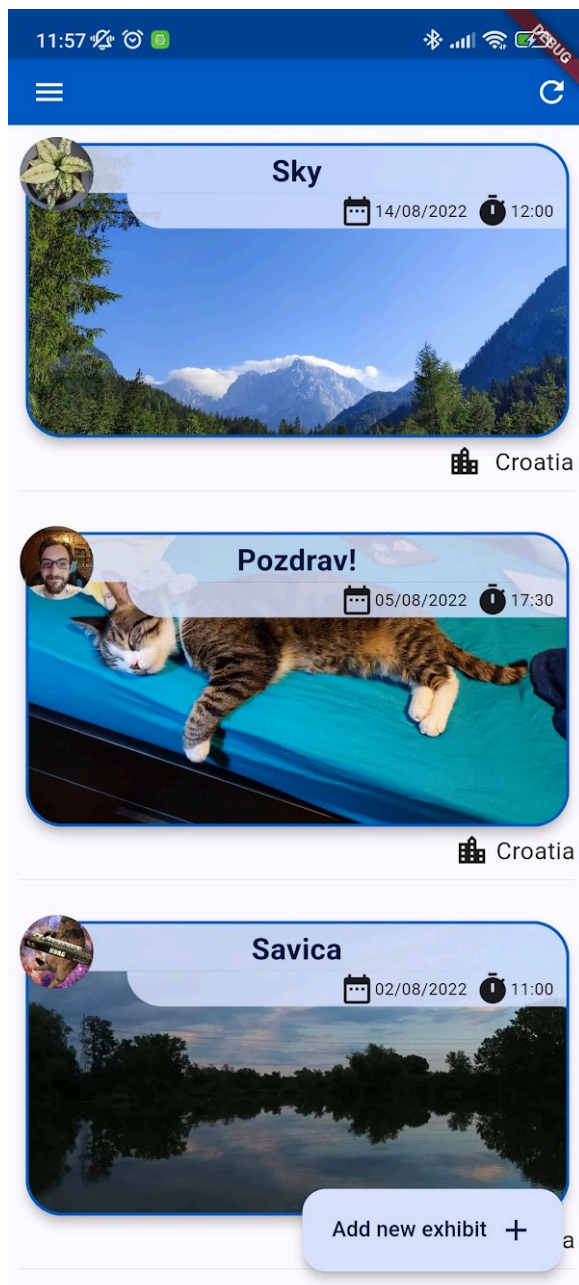 11:57
DEBUG
Sky
14/08/2022 12:00
Croatia
Pozdrav!
05/08/2022 17:30
Croatia
Savica
KORG
02/08/2022 11:00
Add new exhibit +
a